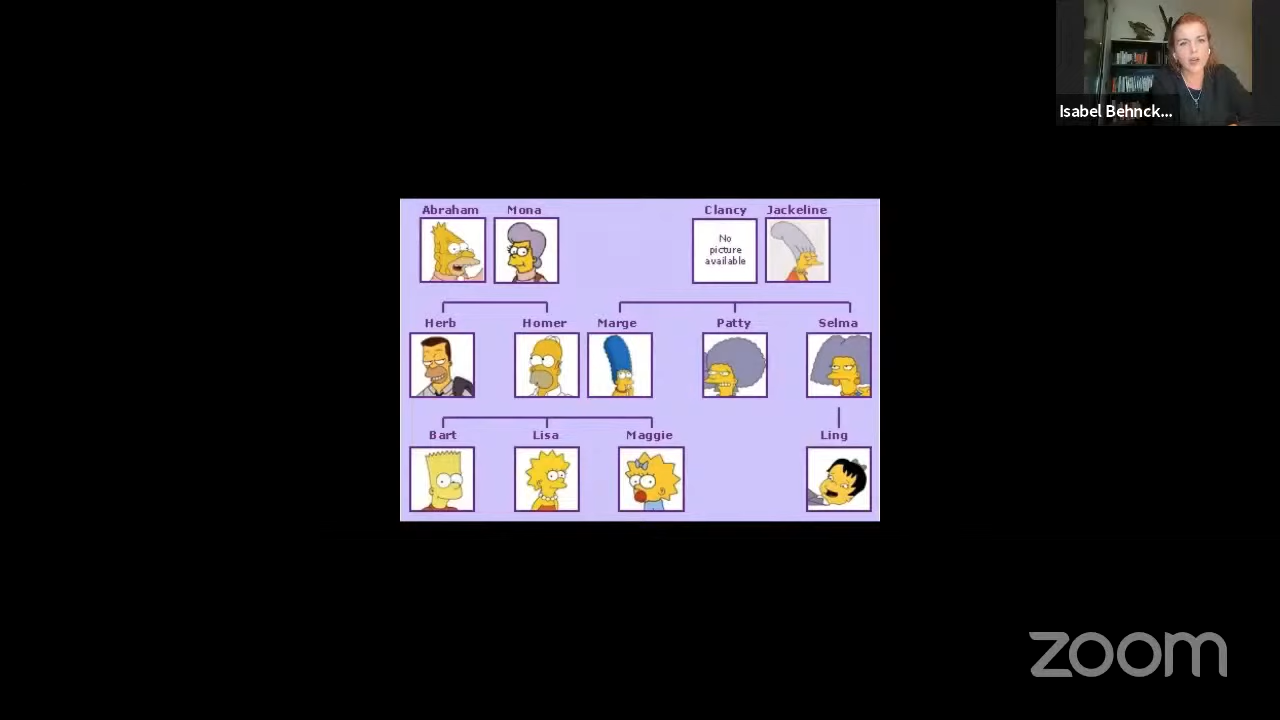 Isabel Behnck...
Abraham Mona Clancy Jackeline
No
picture
available
Herb Homer Marge Patty Selma
Bart Lisa Maggie Ling
zoom